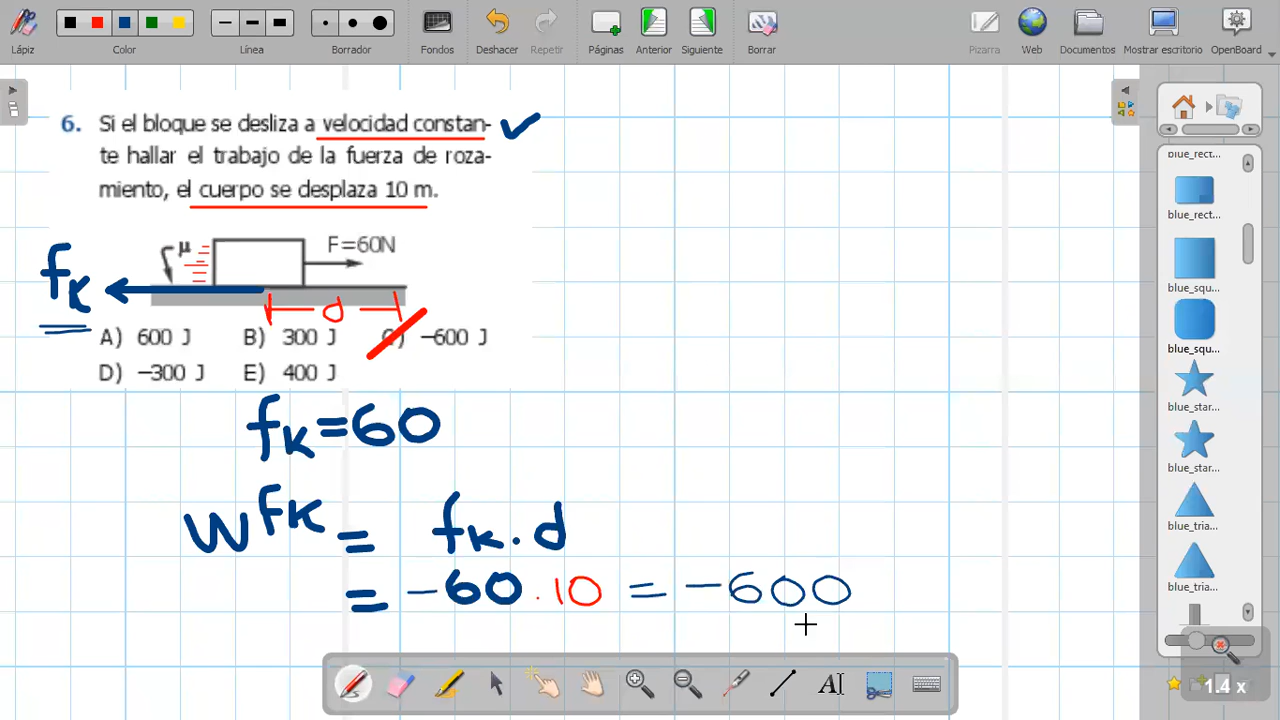 Lápiz Color Línea Borrador Fondos Deshacer Repetir Páginas Anterior Siguiente Borrar Pizarra Web Documentos Mostrar escritorio OpenBoard
6. Si el bloque se desliza a velocidad constan-
te hallar el trabajo de la fuerza de roza-
miento, el cuerpo se desplaza 10 m.
μ F=60N
fk
d
A) 600 J B) 300 J C) -600 J
D) -300 J E) 400 J
fk=60
W fk = fk.d
= -60.10 = -600
blue_rect...
blue_rect...
blue_squ...
blue_squ...
blue_star...
blue_star...
blue_tria...
blue_tria...
1.4 x